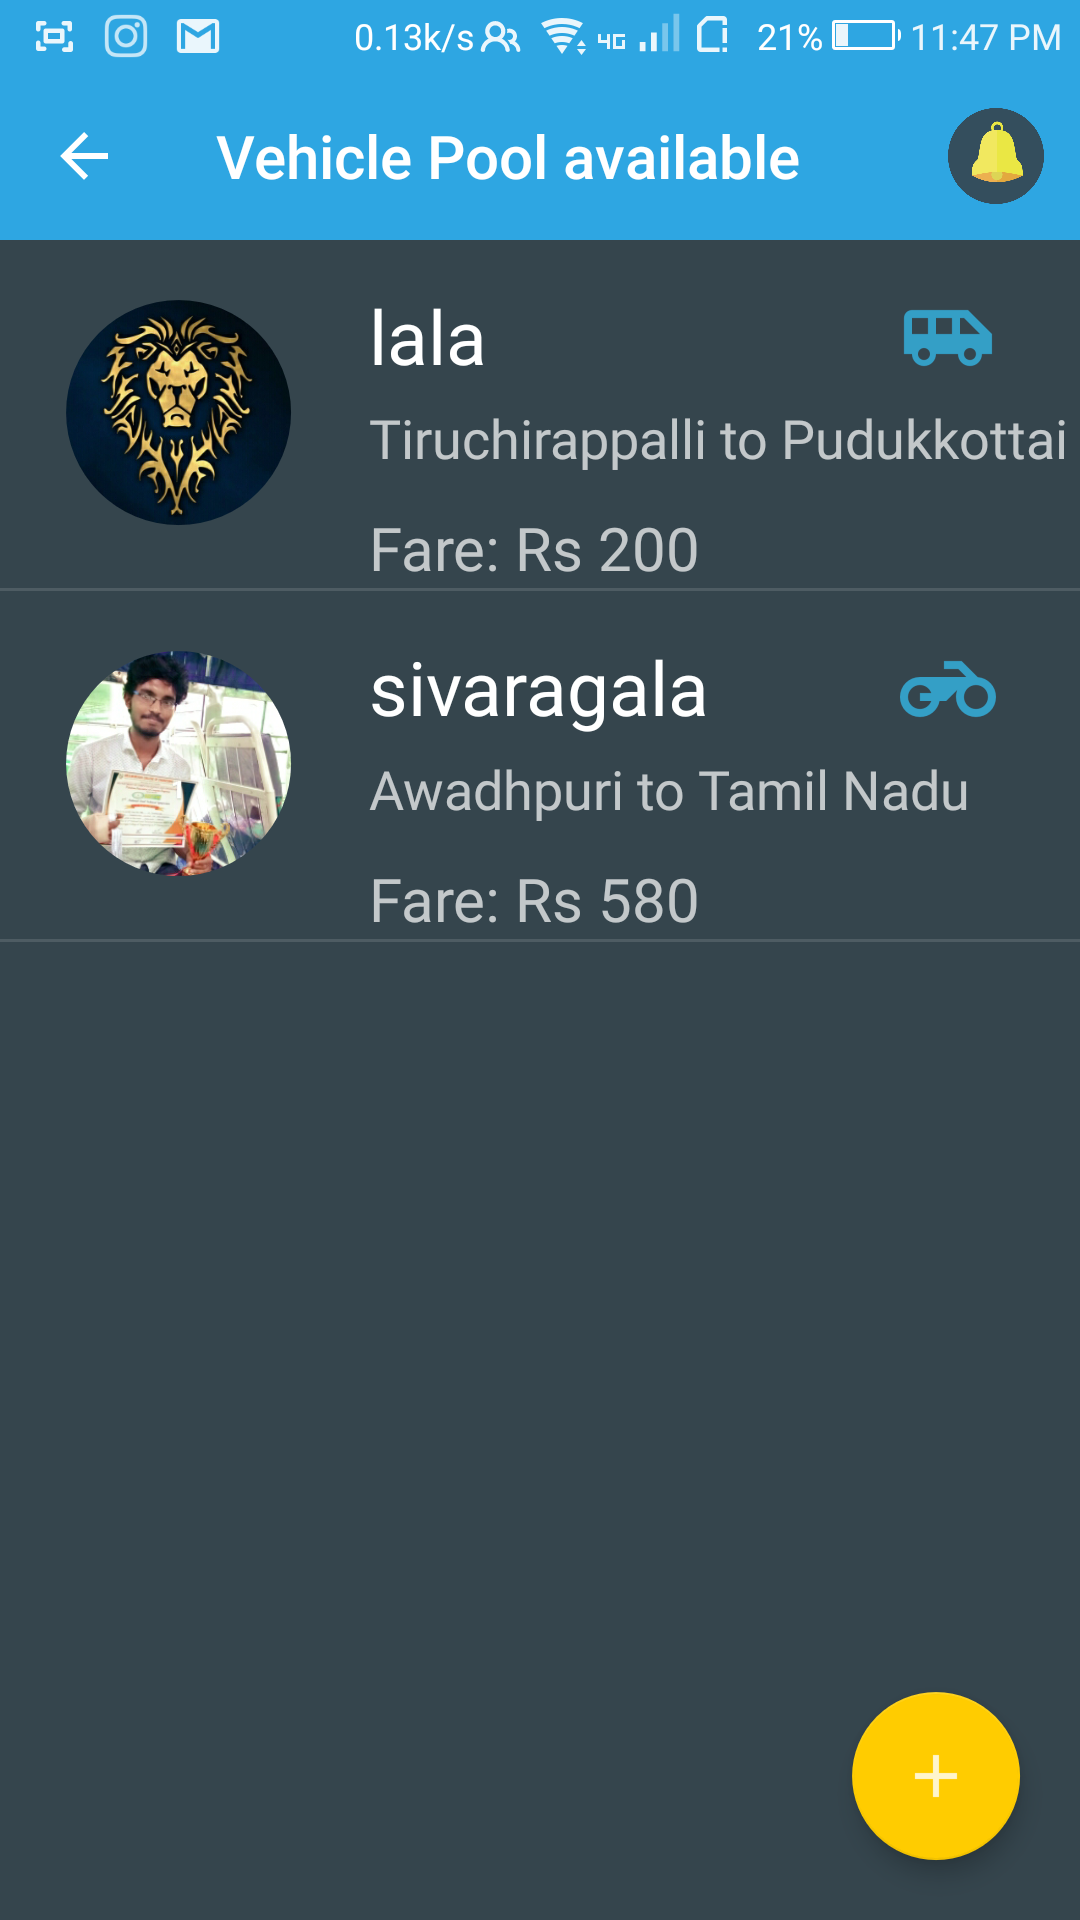 0.13k/s 4G 21% 11:47 PM
Vehicle Pool available
lala
Tiruchirappalli to Pudukkottai
Fare: Rs 200
sivaragala
Awadhpuri to Tamil Nadu
Fare: Rs 580